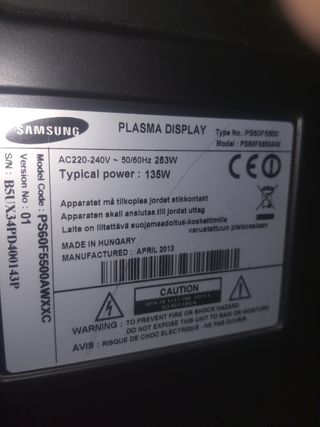 SAMSUNG
PLASMA DISPLAY
Type No.: PS60F5500
Model : PS60F5500AW
AC220-240V ~ 50/60Hz 283W
Typical power : 135W
Apparatet må tilkoples jordet stikkontakt
Apparaten skall anslutas till jordat uttag
Laite on liitettävä suojoitus-koskettimilla
varustettuun pistorasiaan
MADE IN HUNGARY
MANUFACTURED : APRIL 2013
CAUTION
WARNING : TO PREVENT FIRE OR SHOCK HAZARD
DO NOT EXPOSE THIS UNIT TO RAIN OR MOISTURE
AVIS : RISQUE DE CHOC ELECTRIQUE - NE PAS OUVRIR
Model Code : PS60F5500AWXXC
Version No : 01
S/N : B5UX34PD400143P